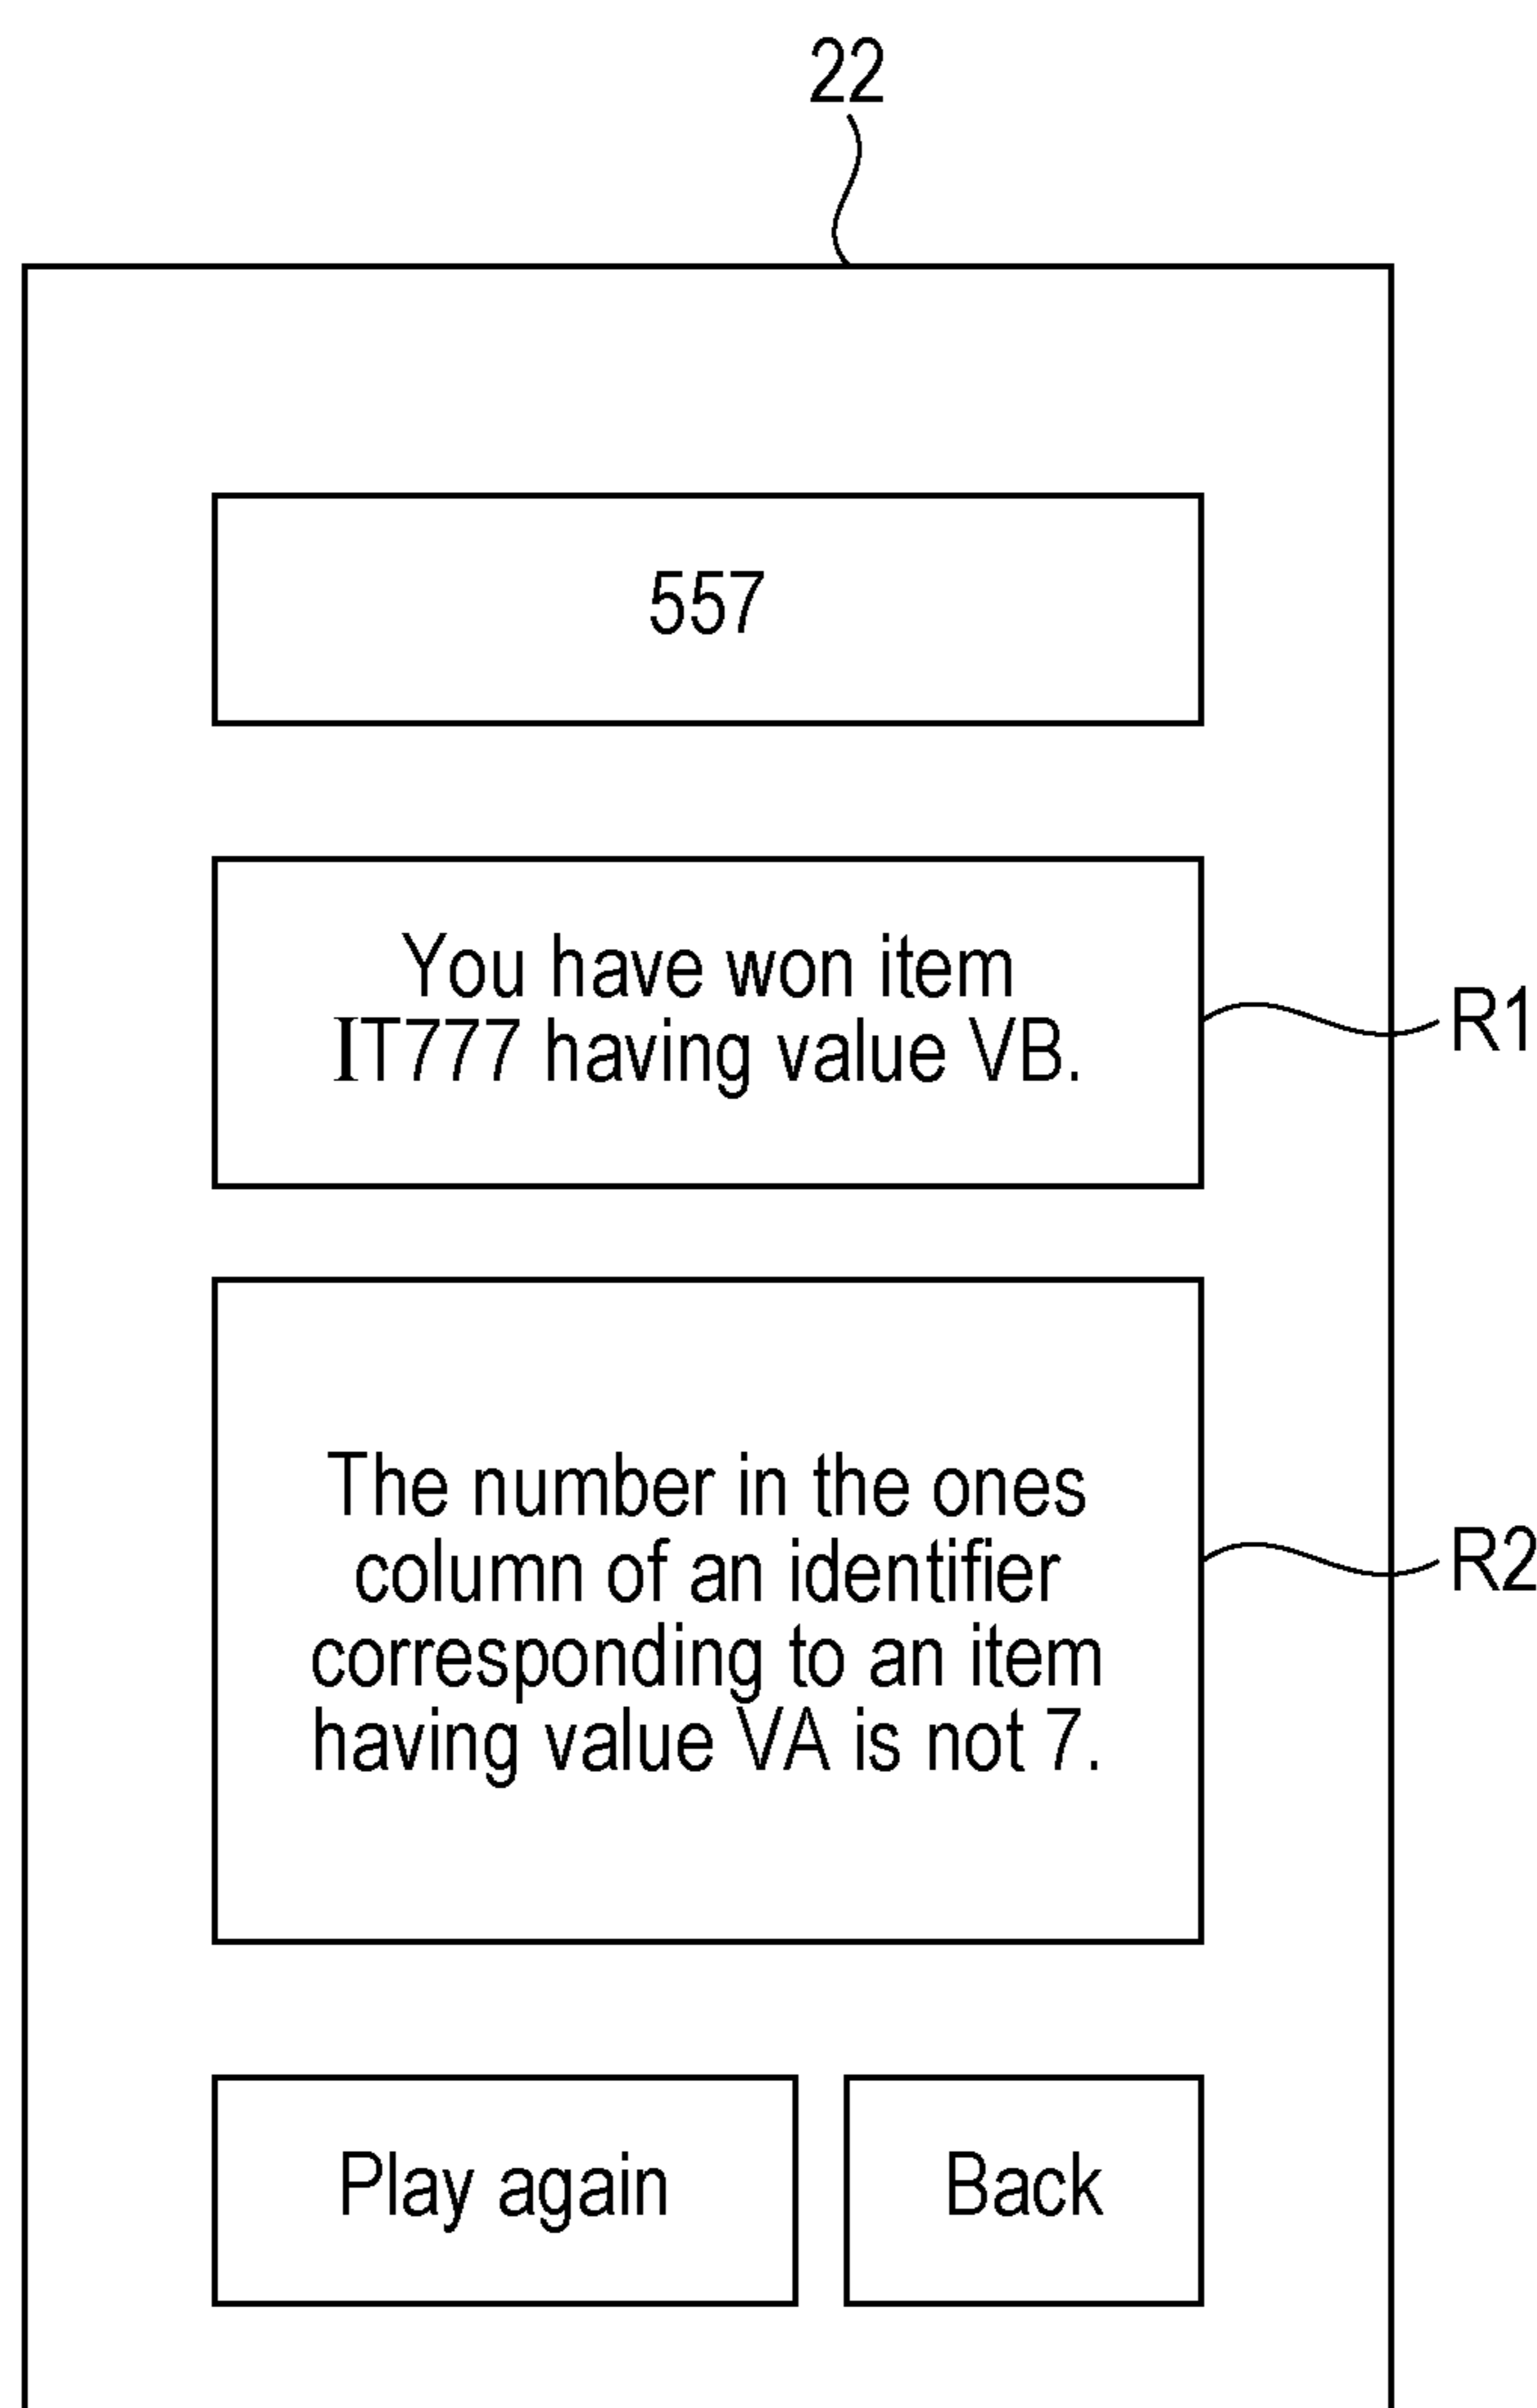 22
557
You have won item
IT777 having value VB.
R1
The number in the ones
column of an identifier
corresponding to an item
having value VA is not 7.
R2
Play again
Back